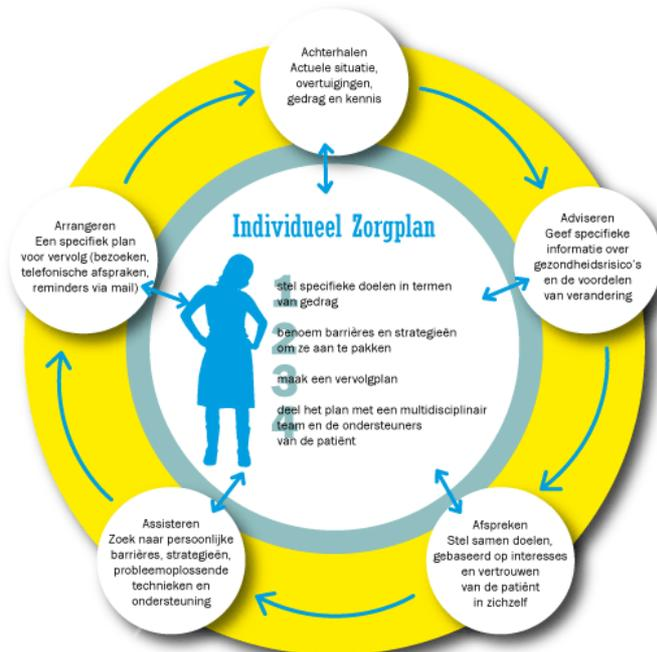 Achterhalen
Actuele situatie,
overtuigingen,
gedrag en kennis
Adviseren
Geef specifieke
informatie over
gezondheidsrisico's
en de voordelen
van verandering
Afspreken
Stel samen doelen,
gebaseerd op interesses
en vertrouwen
van de patiënt
in zichzelf
Assisteren
Zoek naar persoonlijke
barrières, strategieën,
probleemoplossende
technieken en
ondersteuning
Arrangeren
Een specifiek plan
voor vervolg (bezoeken,
telefonische afspraken,
reminders via mail)
Individueel Zorgplan
1
stel specifieke doelen in termen
van gedrag
2
benoem barrières en strategieën
om ze aan te pakken
3
maak een vervolgplan
4
deel het plan met een multidisciplinair
team en de ondersteuners
van de patiënt